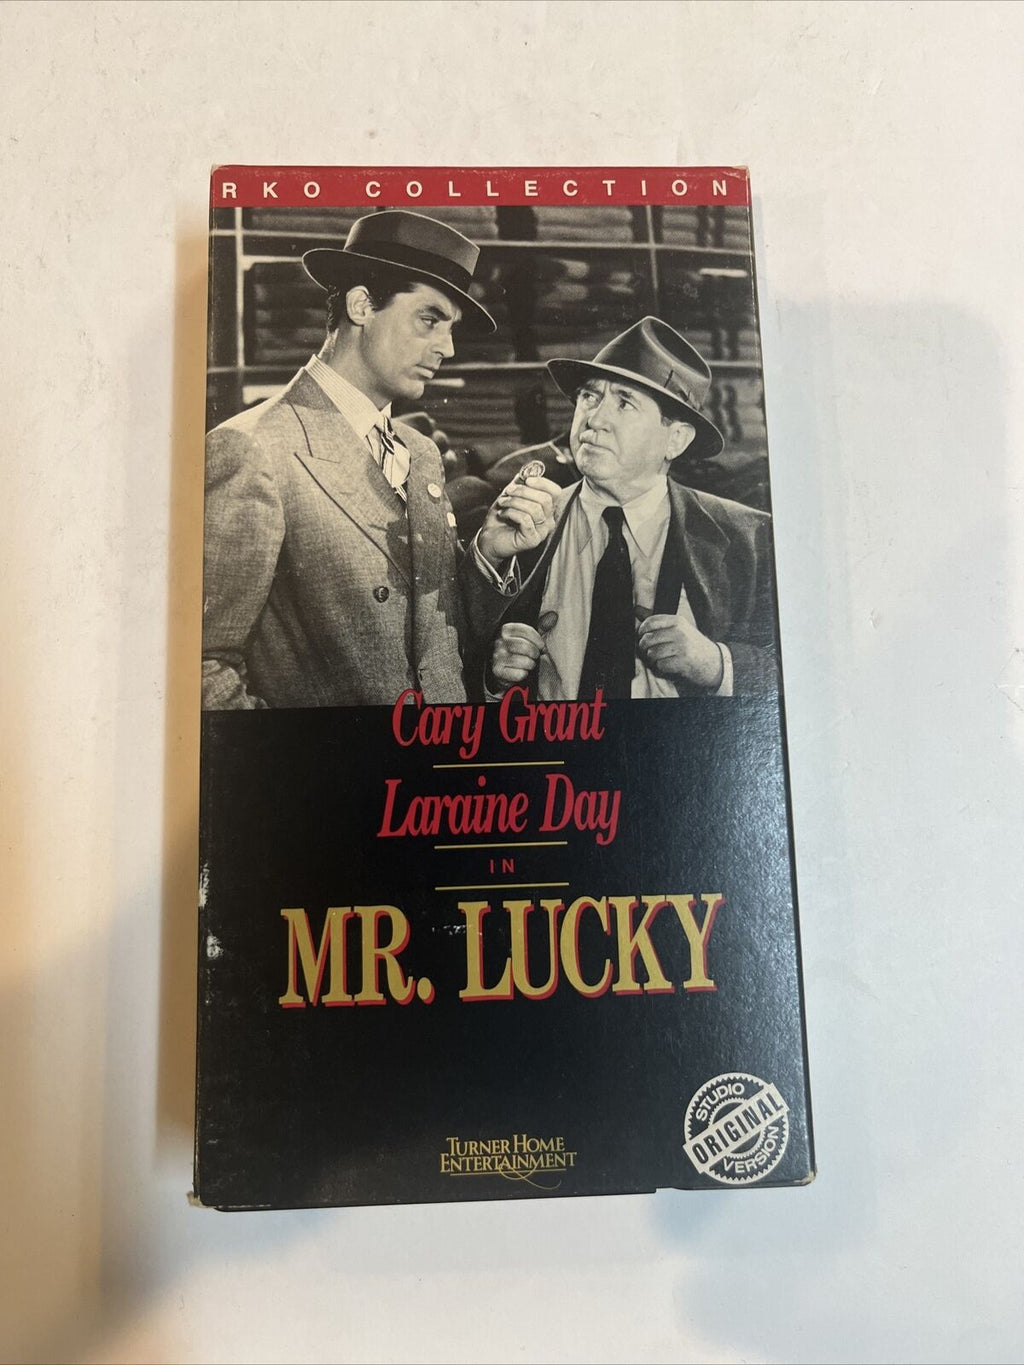 RKO COLLECTION
Cary Grant
Laraine Day
IN
MR. LUCKY
STUDIO
ORIGINAL
VERSION
TURNER HOME
ENTERTAINMENT